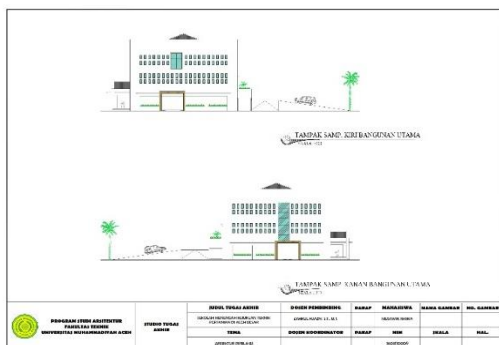 TAMPAK SAMP. KIRI BANGUNAN UTAMA
TAMPAK SAMP. KANAN BANGUNAN UTAMA
PROGRAM STUDI ARSITEKTUR
FAKULTAS TEKNIK
UNIVERSITAS MUHAMMADIYAH ACEH
STUDIO TUGAS
AKHIR
JUDUL TUGAS AKHIR
TEMA
DOSEN PEMBIMBING
DOSEN KOORDINATOR
PARAF
PARAF
MAHASISWA
NIM
NAMA GAMBAR
SKALA
NO. GAMBAR
HAL.